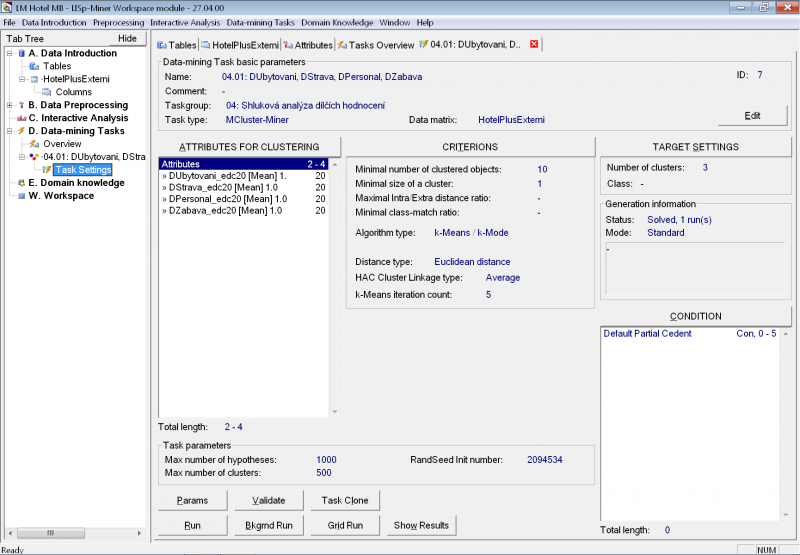 LM Hotel MB - LISp-Miner Workspace module - 27.04.00
File Data Introduction Preprocessing Interactive Analysis Data-mining Tasks Domain Knowledge Window Help
Tab Tree Hide
A. Data Introduction
Tables
HotelPlusExterni
Columns
B. Data Preprocessing
C. Interactive Analysis
D. Data-mining Tasks
Overview
04.01: DUbytovani, DStra
Task Settings
E. Domain knowledge
W. Workspace
Tables HotelPlusExterni Attributes Tasks Overview 04.01: DUbytovani, D..
Data-mining Task basic parameters
Name: 04.01: DUbytovani, DStrava, DPersonal, DZabava ID: 7
Comment: -
Taskgroup: 04: Shluková analýza dílčích hodnocení
Task type: MCluster-Miner Data matrix: HotelPlusExterni
Edit
ATTRIBUTES FOR CLUSTERING
Attributes 2 - 4
» DUbytovani_edc20 [Mean] 1. 20
» DStrava_edc20 [Mean] 1.0 20
» DPersonal_edc20 [Mean] 1.0 20
» DZabava_edc20 [Mean] 1.0 20
Total length: 2 - 4
CRITERIONS
Minimal number of clustered objects: 10
Minimal size of a cluster: 1
Maximal Intra/Extra distance ratio: -
Minimal class-match ratio: -
Algorithm type: k-Means / k-Mode
Distance type: Euclidean distance
HAC Cluster Linkage type: Average
k-Means iteration count: 5
TARGET SETTINGS
Number of clusters: 3
Class: -
Generation information
Status: Solved, 1 run(s)
Mode: Standard
-
CONDITION
Default Partial Cedent Con, 0 - 5
Total length: 0
Task parameters
Max number of hypotheses: 1000 RandSeed Init number: 2094534
Max number of clusters: 500
Params Validate Task Clone
Run Bkgrnd Run Grid Run Show Results
Ready NUM